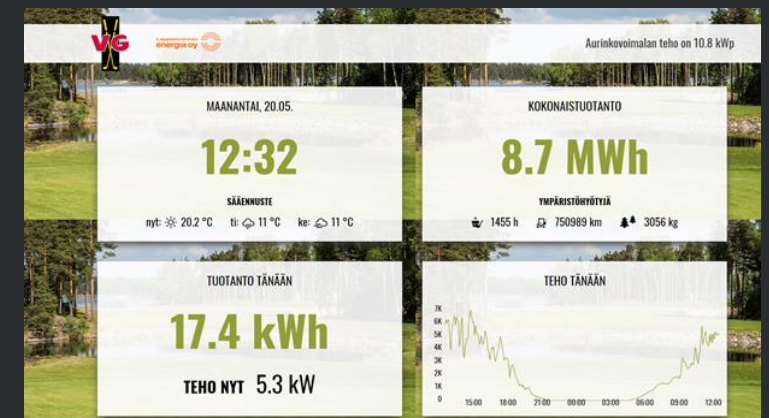 VG
Lappeenrannan
energia oy
Aurinkovoimalan teho on 10.8 kWp
MAANANTAI, 20.05.
12:32
SÄÄENNUSTE
nyt: 20.2 °C ti: 11 °C ke: 11 °C
KOKONAISTUOTANTO
8.7 MWh
YMPÄRISTÖHYÖTYJÄ
1455 h 750989 km 3056 kg
TUOTANTO TÄNÄÄN
17.4 kWh
TEHO NYT 5.3 kW
TEHO TÄNÄÄN
7K
6K
5K
4K
3K
2K
1K
0
15:00 18:00 21:00 00:00 03:00 06:00 09:00 12:00